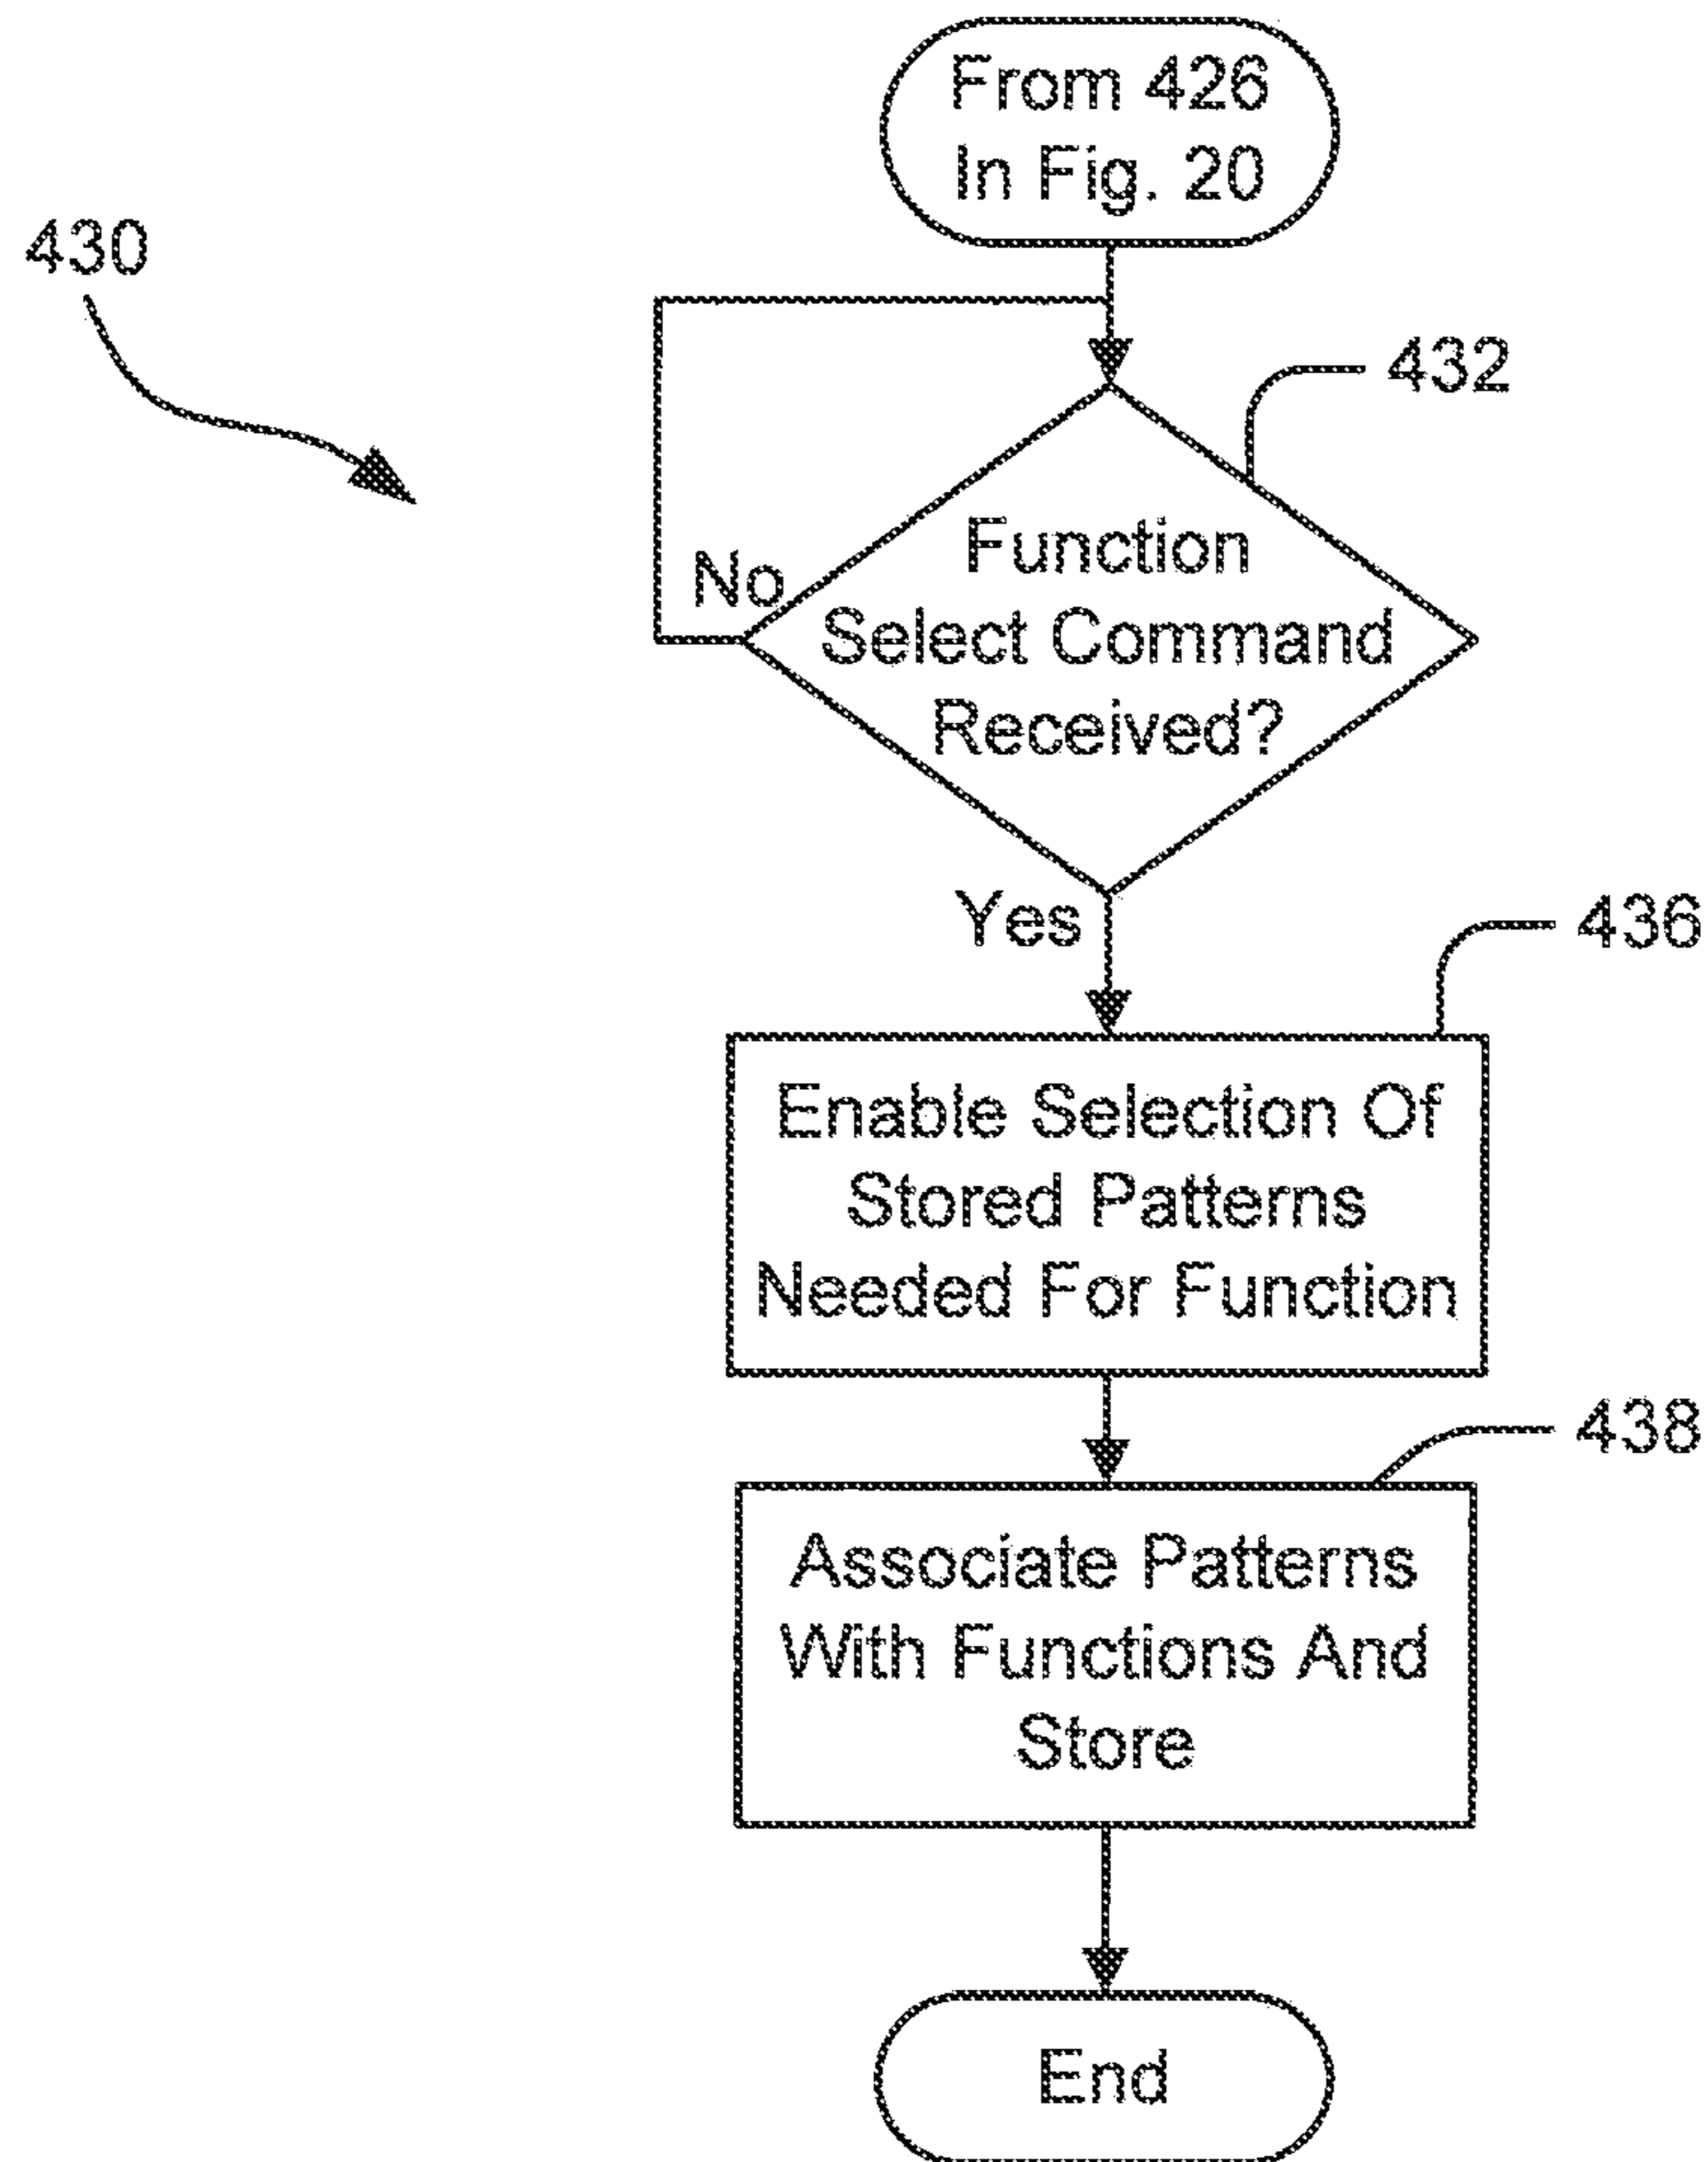 From 426
In Fig. 20
430
432
Function
Select Command
Received?
No
Yes
436
Enable Selection Of
Stored Patterns
Needed For Function
438
Associate Patterns
With Functions And
Store
End